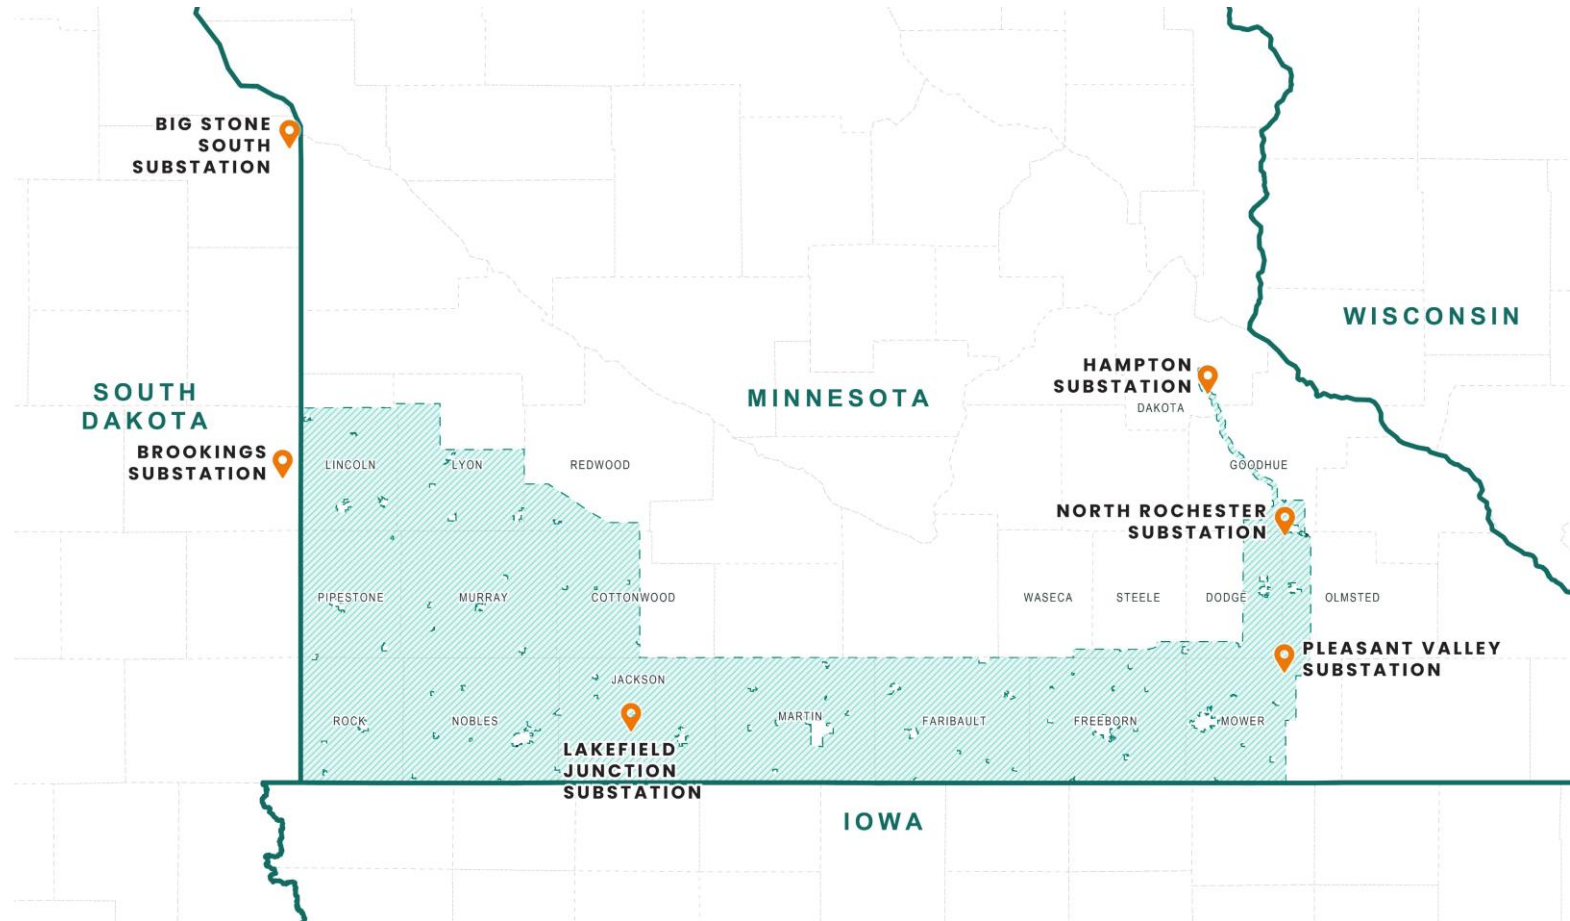 BIG STONE
SOUTH
SUBSTATION
WISCONSIN
HAMPTON
SUBSTATION
SOUTH
DAKOTA
MINNESOTA
DAKOTA
BROOKINGS
SUBSTATION
LINCOLN
LYON
REDWOOD
GOODHUE
NORTH ROCHESTER
SUBSTATION
PIPESTONE
MURRAY
COTTONWOOD
WASECA
STEELE
DODGE
OLMSTED
PLEASANT VALLEY
SUBSTATION
JACKSON
ROCK
NOBLES
MARTIN
FARIBAULT
FREEBORN
MOWER
LAKEFIELD
JUNCTION
SUBSTATION
IOWA